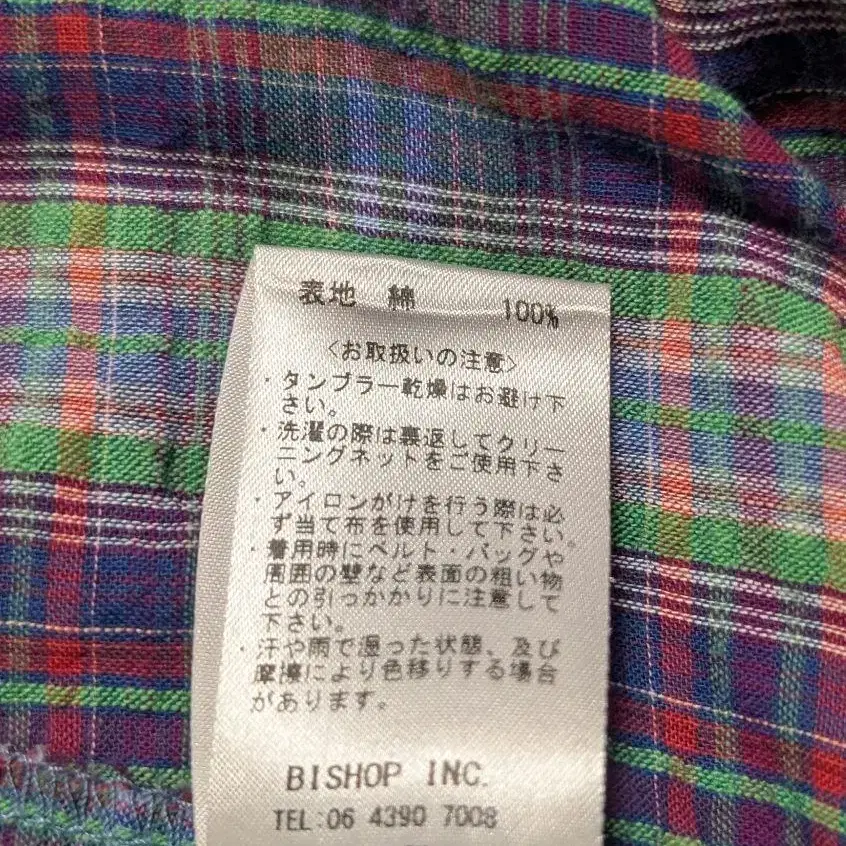 表地 綿 100%
〈お取扱いの注意〉
・タンブラー乾燥はお避け下
さい。
・洗濯の際は裏返してクリー
ニングネットをご使用下さ
い。
・アイロンがけを行う際は必
ず当て布を使用して下さい。
・着用時にベルト・バッグや
周囲の壁など表面の粗い物
との引っかかりに注意して
下さい。
・汗や雨で湿った状態、及び
摩擦により色移りする場合
があります。
BISHOP INC.
TEL:06 4390 7008